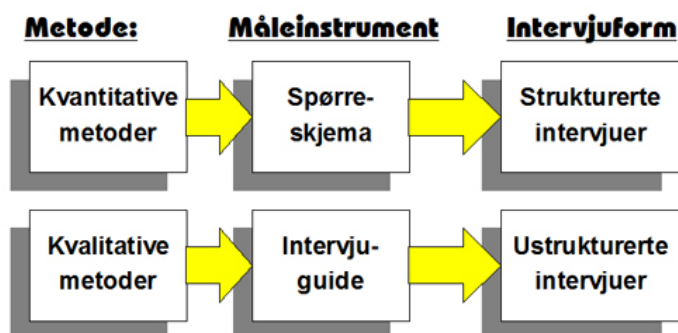 Metode: Måleinstrument Intervjuform
Kvantitative metoder
Spørre-
skjema
Strukturerte
intervjuer
Kvalitative
metoder
Intervju-
guide
Ustrukturerte
intervjuer